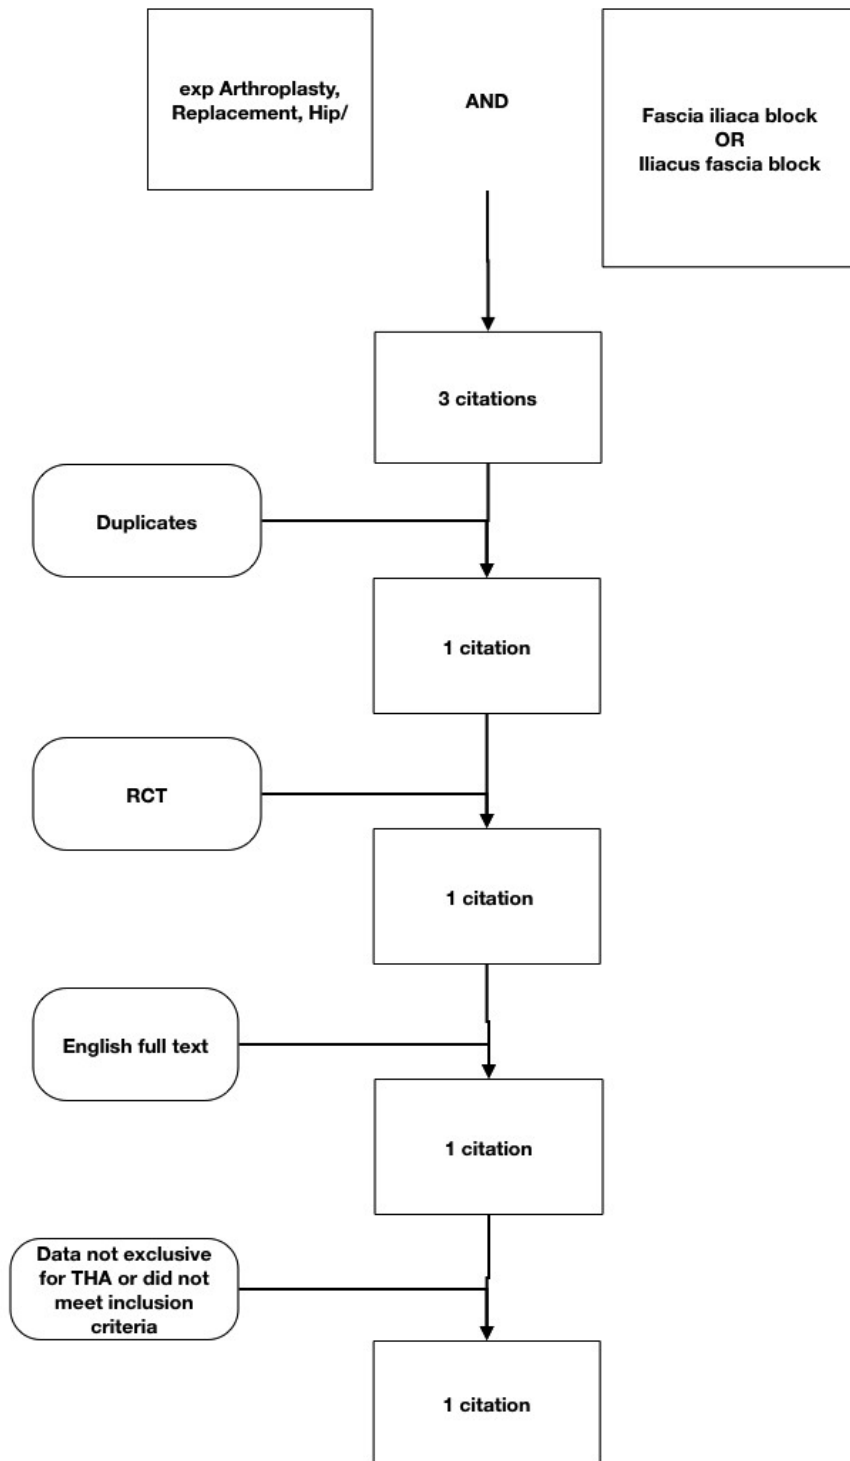 exp Arthroplasty,
Replacement, Hip/
AND
Fascia iliaca block
OR
Iliacus fascia block
3 citations
Duplicates
1 citation
RCT
1 citation
English full text
1 citation
Data not exclusive
for THA or did not
meet inclusion
criteria
1 citation